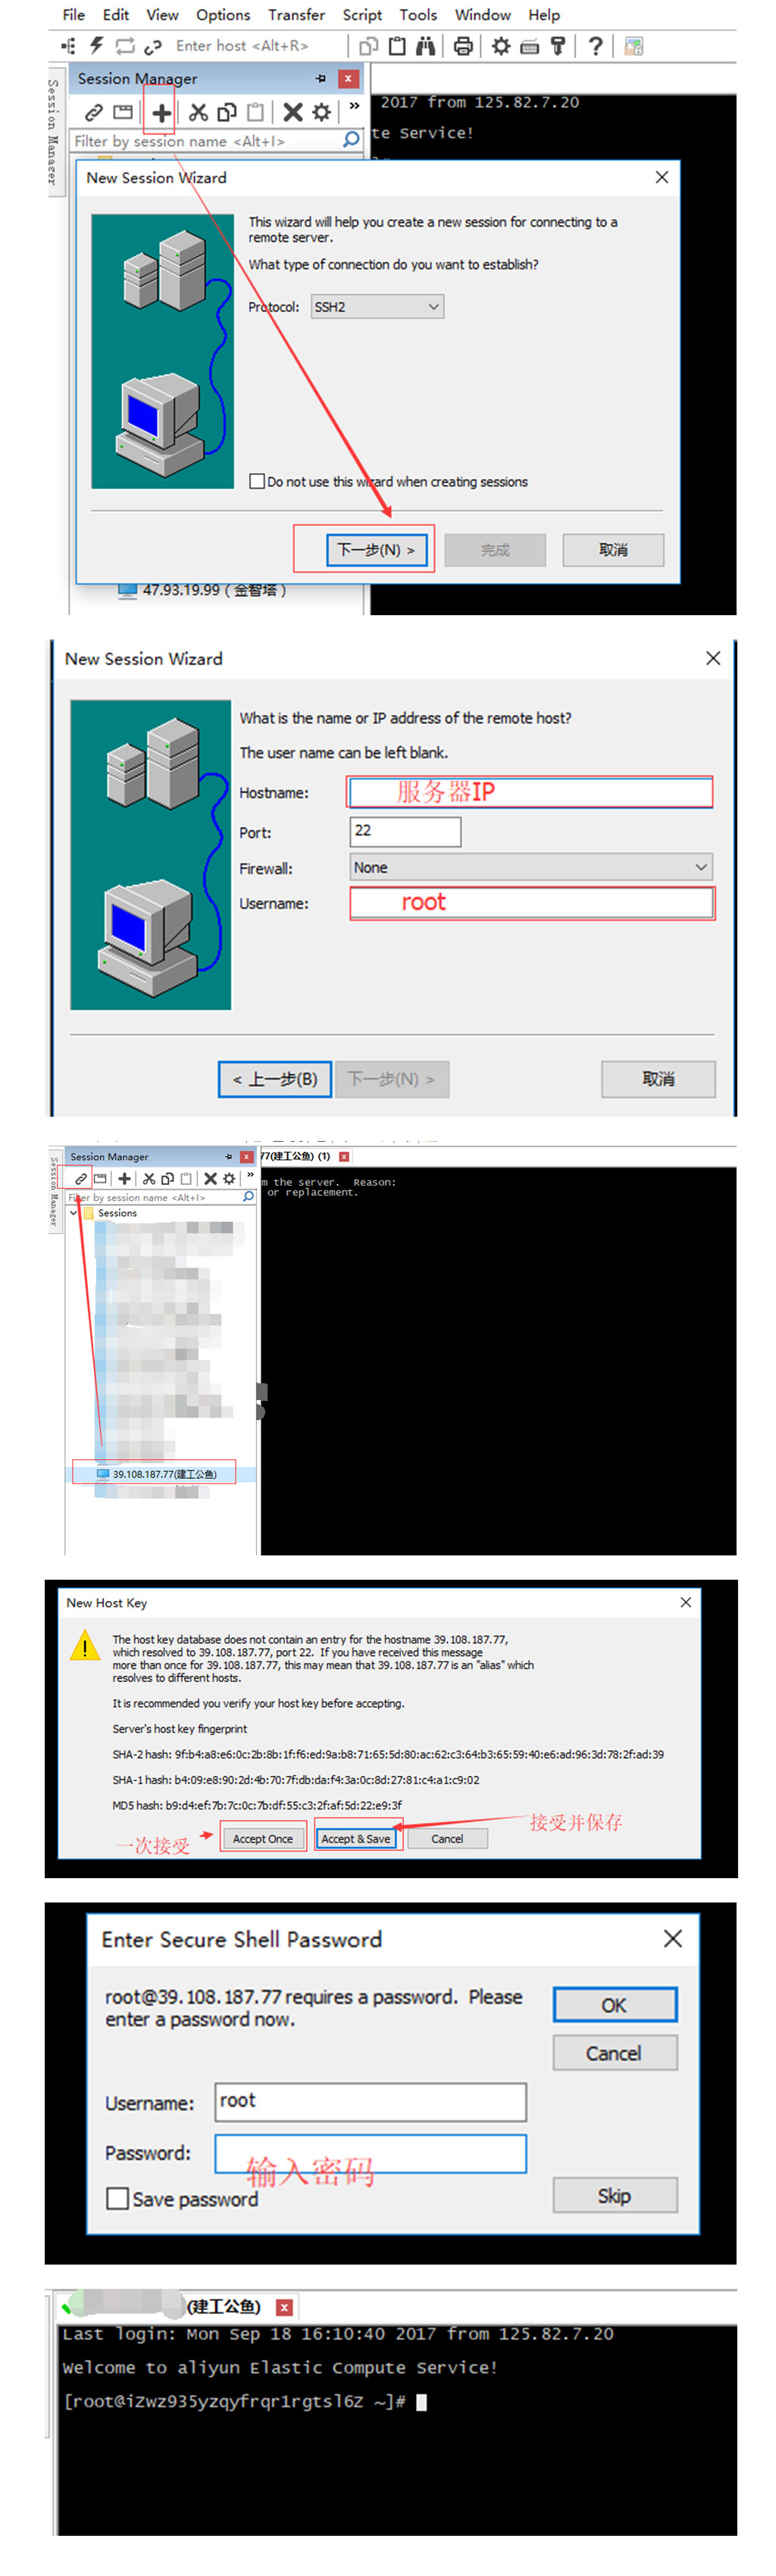 File Edit View Options Transfer Script Tools Window Help
Enter host <Alt+R>
Session Manager
Session Manager
2017 from 125.82.7.20
te Service!
Filter by session name <Alt+I>
New Session Wizard
This wizard will help you create a new session for connecting to a
remote server.
What type of connection do you want to establish?
Protocol: SSH2
Do not use this wizard when creating sessions
下一步(N) > 完成 取消
47.93.19.99 ( 金智塔 )
New Session Wizard
What is the name or IP address of the remote host?
The user name can be left blank.
Hostname: 服务器IP
Port: 22
Firewall: None
Username: root
< 上一步(B) 下一步(N) > 取消
Session Manager
Session Manager
77(建工公鱼) (1)
m the server. Reason:
or replacement.
Filter by session name <Alt+I>
Sessions
39.108.187.77(建工公鱼)
New Host Key
The host key database does not contain an entry for the hostname 39.108.187.77,
which resolved to 39.108.187.77, port 22. If you have received this message
more than once for 39.108.187.77, this may mean that 39.108.187.77 is an "alias" which
resolves to different hosts.
It is recommended you verify your host key before accepting.
Server's host key fingerprint
SHA-2 hash: 9f:b4:a8:e6:0c:2b:8b:1f:f6:ed:9a:b8:71:65:5d:80:ac:62:c3:64:b3:65:59:40:e6:ad:96:3d:78:2f:ad:39
SHA-1 hash: b4:09:e8:90:2d:4b:70:7f:db:da:f4:3a:0c:8d:27:81:c4:a1:c9:02
MD5 hash: b9:d4:ef:7b:7c:0c:7b:df:55:c3:2f:af:5d:22:e9:3f
一次接受 Accept Once Accept & Save Cancel 接受并保存
Enter Secure Shell Password
root@39.108.187.77 requires a password. Please
enter a password now.
OK
Cancel
Username: root
Password: 输入密码
Save password
Skip
(建工公鱼)
Last login: Mon Sep 18 16:10:40 2017 from 125.82.7.20
Welcome to aliyun Elastic Compute Service!
[root@iZwz935yzqyfrqr1rgtsl6Z ~]#